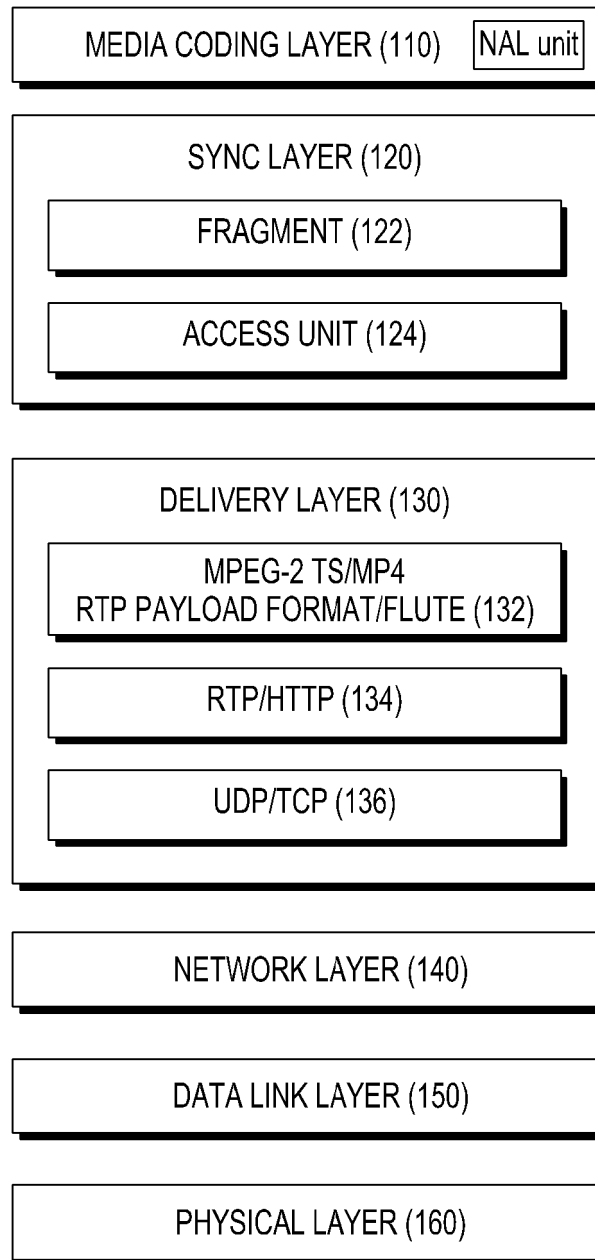 MEDIA CODING LAYER (110) NAL unit
SYNC LAYER (120)
FRAGMENT (122)
ACCESS UNIT (124)
DELIVERY LAYER (130)
MPEG-2 TS/MP4
RTP PAYLOAD FORMAT/FLUTE (132)
RTP/HTTP (134)
UDP/TCP (136)
NETWORK LAYER (140)
DATA LINK LAYER (150)
PHYSICAL LAYER (160)